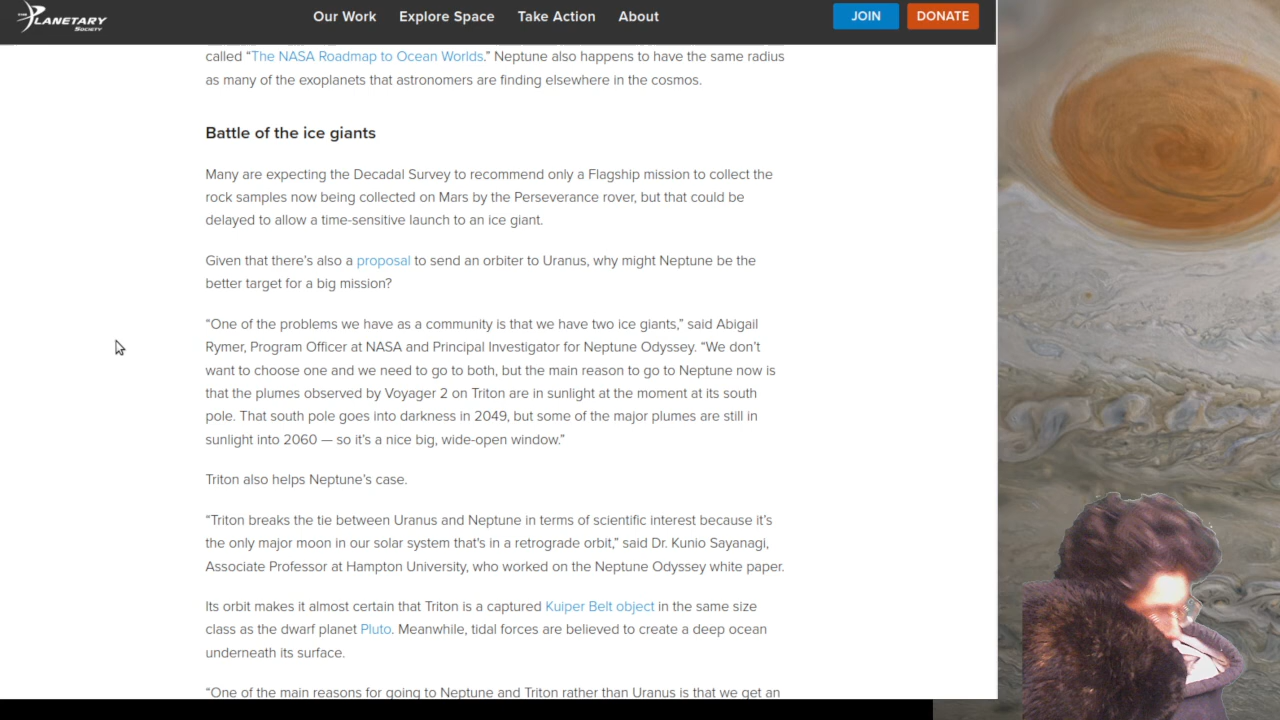 THE
PLANETARY
SOCIETY
Our Work
Explore Space
Take Action
About
JOIN
DONATE
called “The NASA Roadmap to Ocean Worlds.” Neptune also happens to have the same radius
as many of the exoplanets that astronomers are finding elsewhere in the cosmos.
Battle of the ice giants
Many are expecting the Decadal Survey to recommend only a Flagship mission to collect the
rock samples now being collected on Mars by the Perseverance rover, but that could be
delayed to allow a time-sensitive launch to an ice giant.
Given that there’s also a proposal to send an orbiter to Uranus, why might Neptune be the
better target for a big mission?
“One of the problems we have as a community is that we have two ice giants,” said Abigail
Rymer, Program Officer at NASA and Principal Investigator for Neptune Odyssey. “We don’t
want to choose one and we need to go to both, but the main reason to go to Neptune now is
that the plumes observed by Voyager 2 on Triton are in sunlight at the moment at its south
pole. That south pole goes into darkness in 2049, but some of the major plumes are still in
sunlight into 2060 — so it’s a nice big, wide-open window.”
Triton also helps Neptune’s case.
“Triton breaks the tie between Uranus and Neptune in terms of scientific interest because it’s
the only major moon in our solar system that's in a retrograde orbit,” said Dr. Kunio Sayanagi,
Associate Professor at Hampton University, who worked on the Neptune Odyssey white paper.
Its orbit makes it almost certain that Triton is a captured Kuiper Belt object in the same size
class as the dwarf planet Pluto. Meanwhile, tidal forces are believed to create a deep ocean
underneath its surface.
“One of the main reasons for going to Neptune and Triton rather than Uranus is that we get an